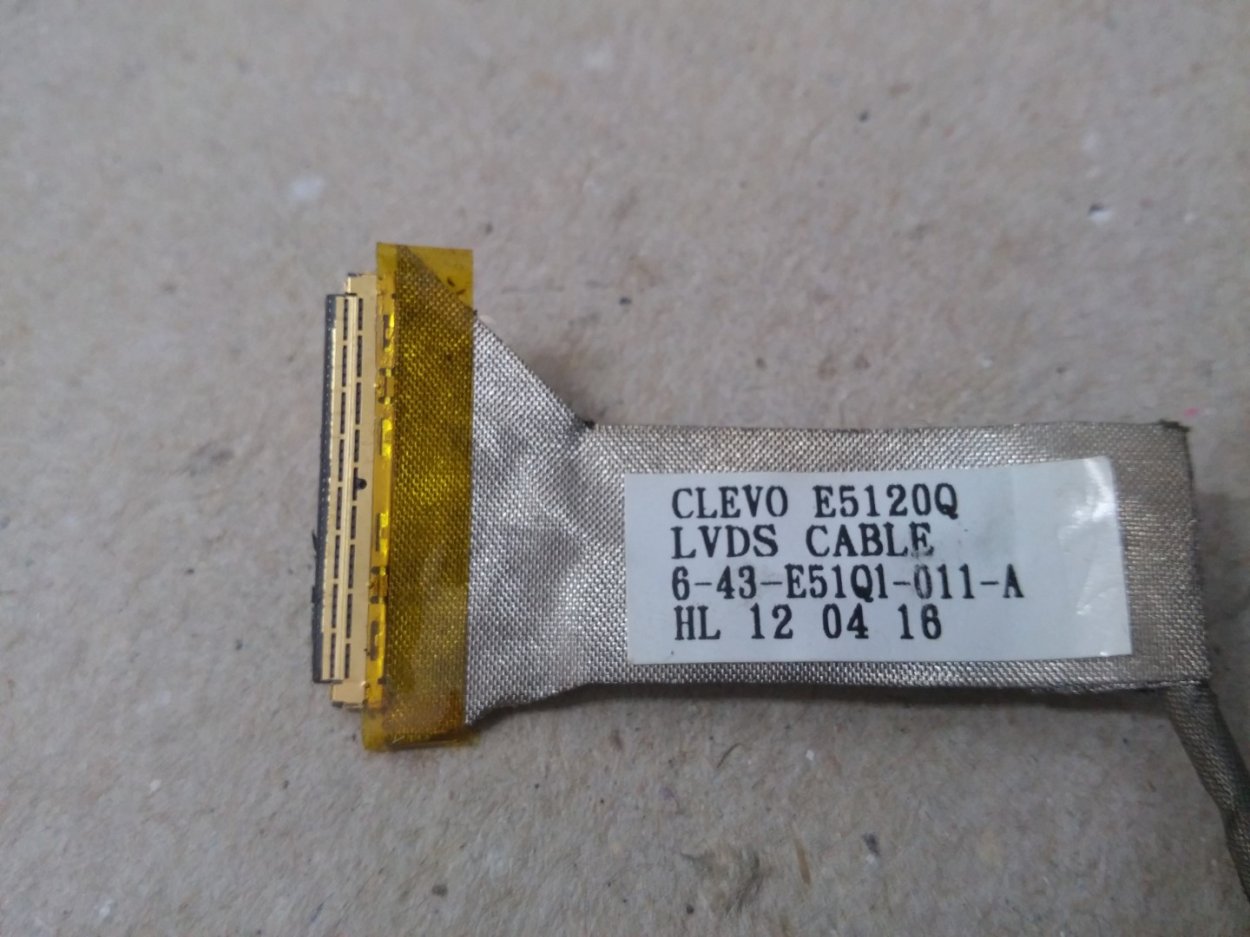 CLEVO E5120Q
LVDS CABLE
6-43-E51Q1-011-A
HL 12 04 16